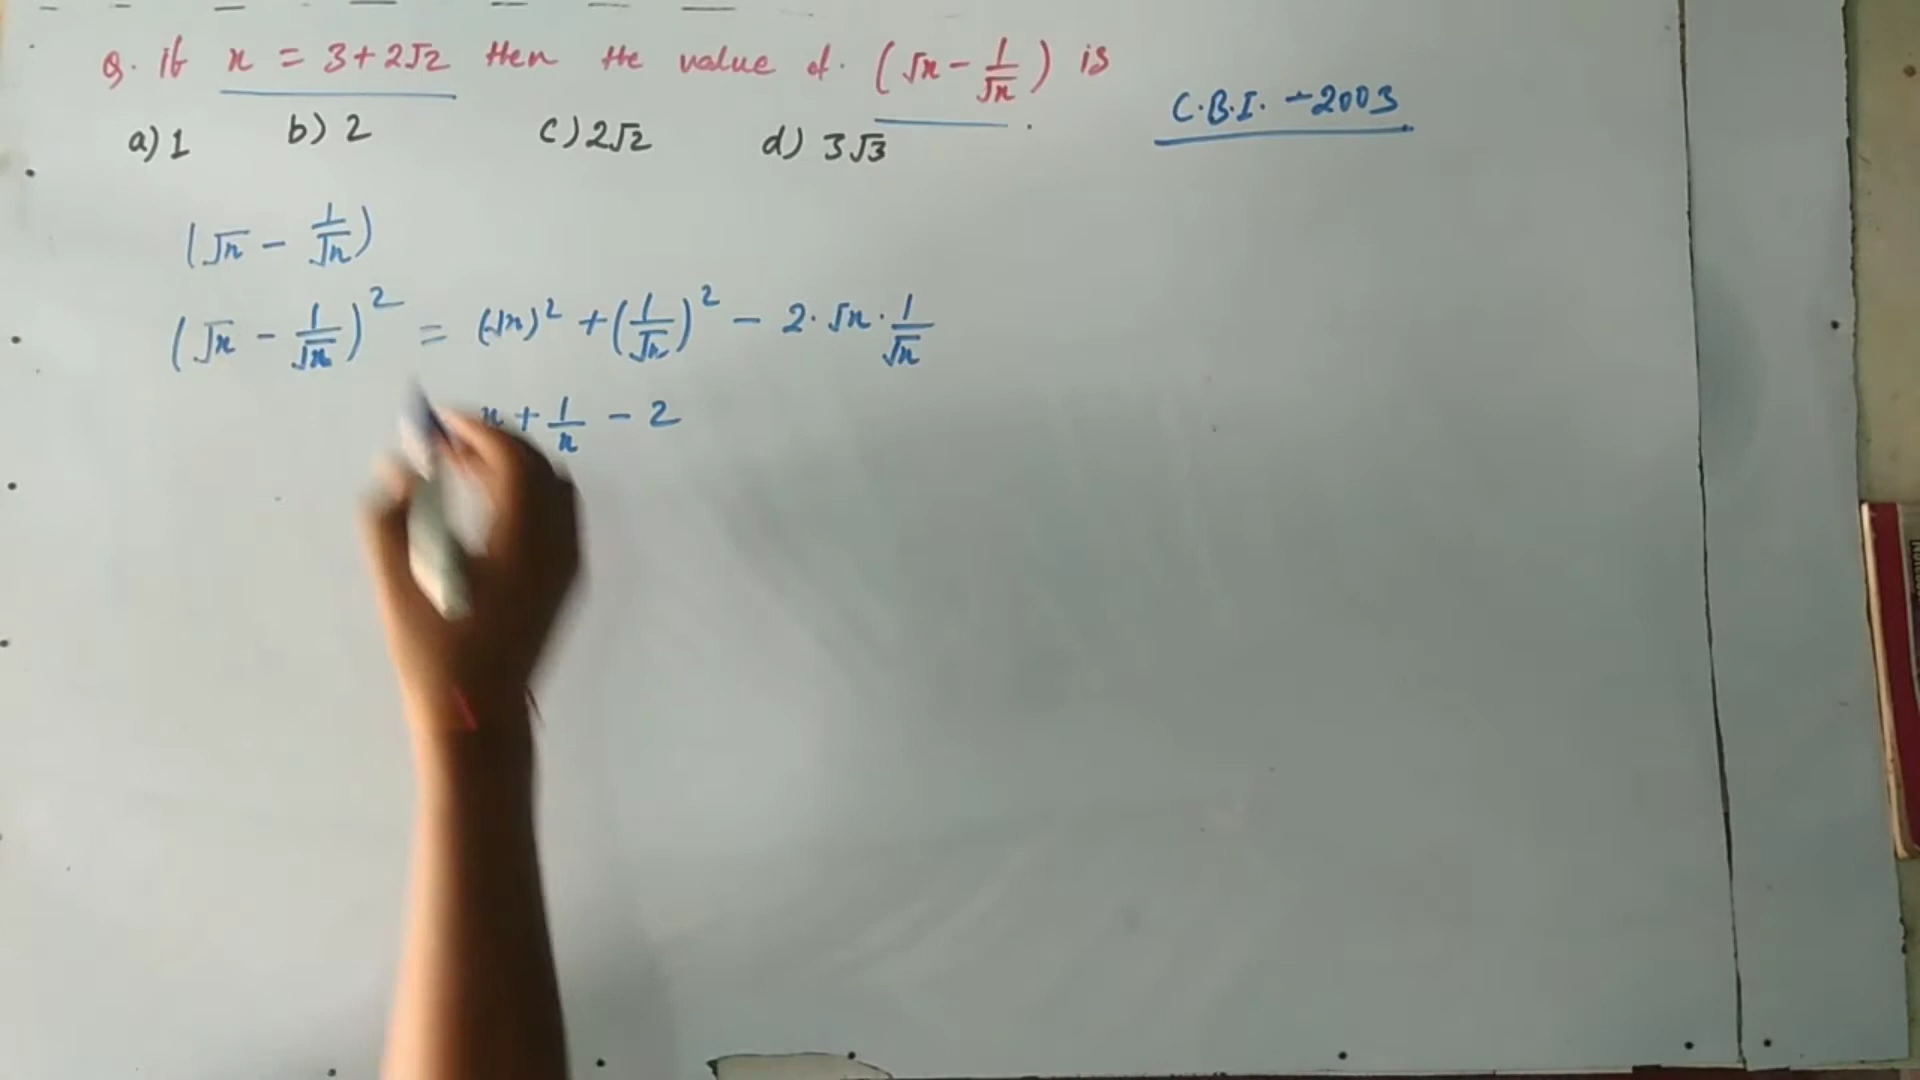 Q. if x = 3+2√2 then the value of. (√x - 1/√x) is
C.B.I. -2003
a) 1 b) 2 c) 2√2 d) 3√3
(√x - 1/√x)
(√x - 1/√x)² = (√x)² + (1/√x)² - 2·√x·1/√x
x + 1/x - 2